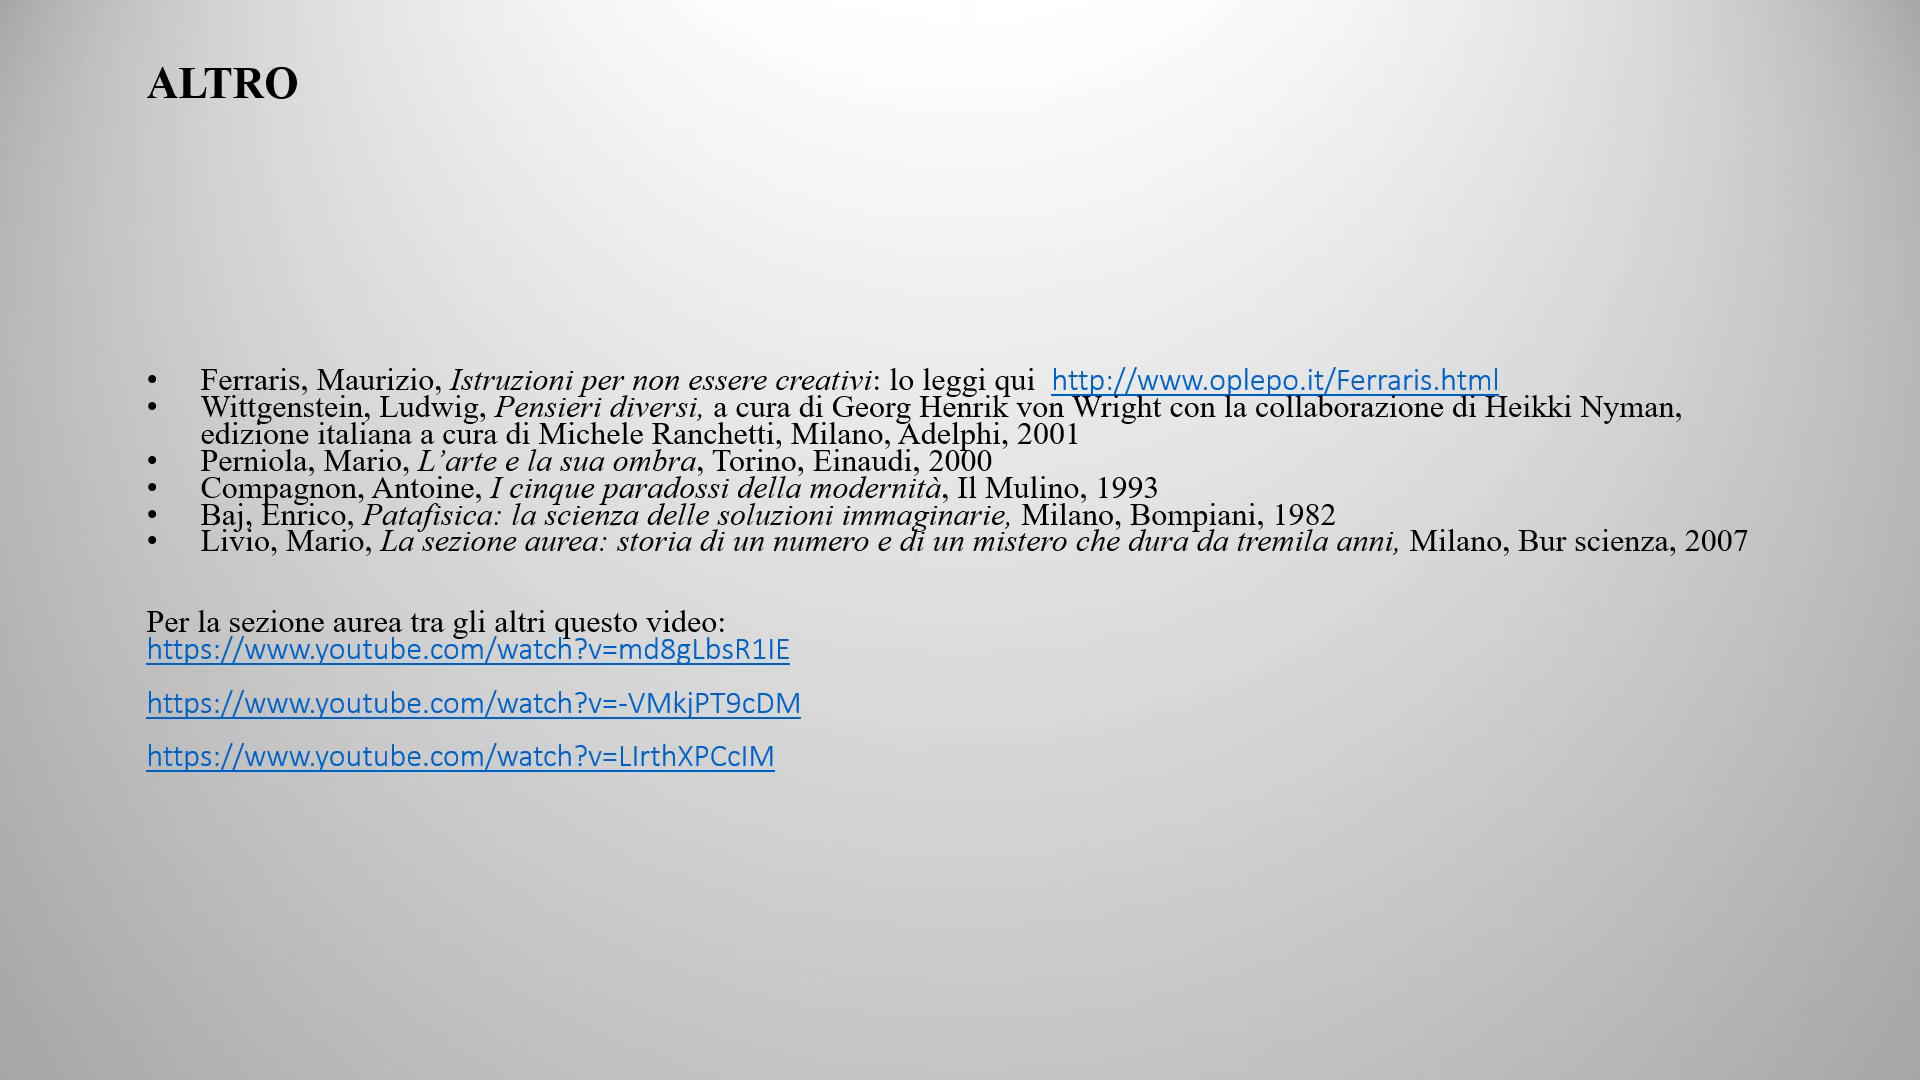 ALTRO
• Ferraris, Maurizio, Istruzioni per non essere creativi: lo leggi qui http://www.oplepo.it/Ferraris.html
• Wittgenstein, Ludwig, Pensieri diversi, a cura di Georg Henrik von Wright con la collaborazione di Heikki Nyman,
edizione italiana a cura di Michele Ranchetti, Milano, Adelphi, 2001
• Perniola, Mario, L’arte e la sua ombra, Torino, Einaudi, 2000
• Compagnon, Antoine, I cinque paradossi della modernità, Il Mulino, 1993
• Baj, Enrico, Patafisica: la scienza delle soluzioni immaginarie, Milano, Bompiani, 1982
• Livio, Mario, La sezione aurea: storia di un numero e di un mistero che dura da tremila anni, Milano, Bur scienza, 2007
Per la sezione aurea tra gli altri questo video:
https://www.youtube.com/watch?v=md8gLbsR1IE
https://www.youtube.com/watch?v=-VMkjPT9cDM
https://www.youtube.com/watch?v=LIrthXPCcIM